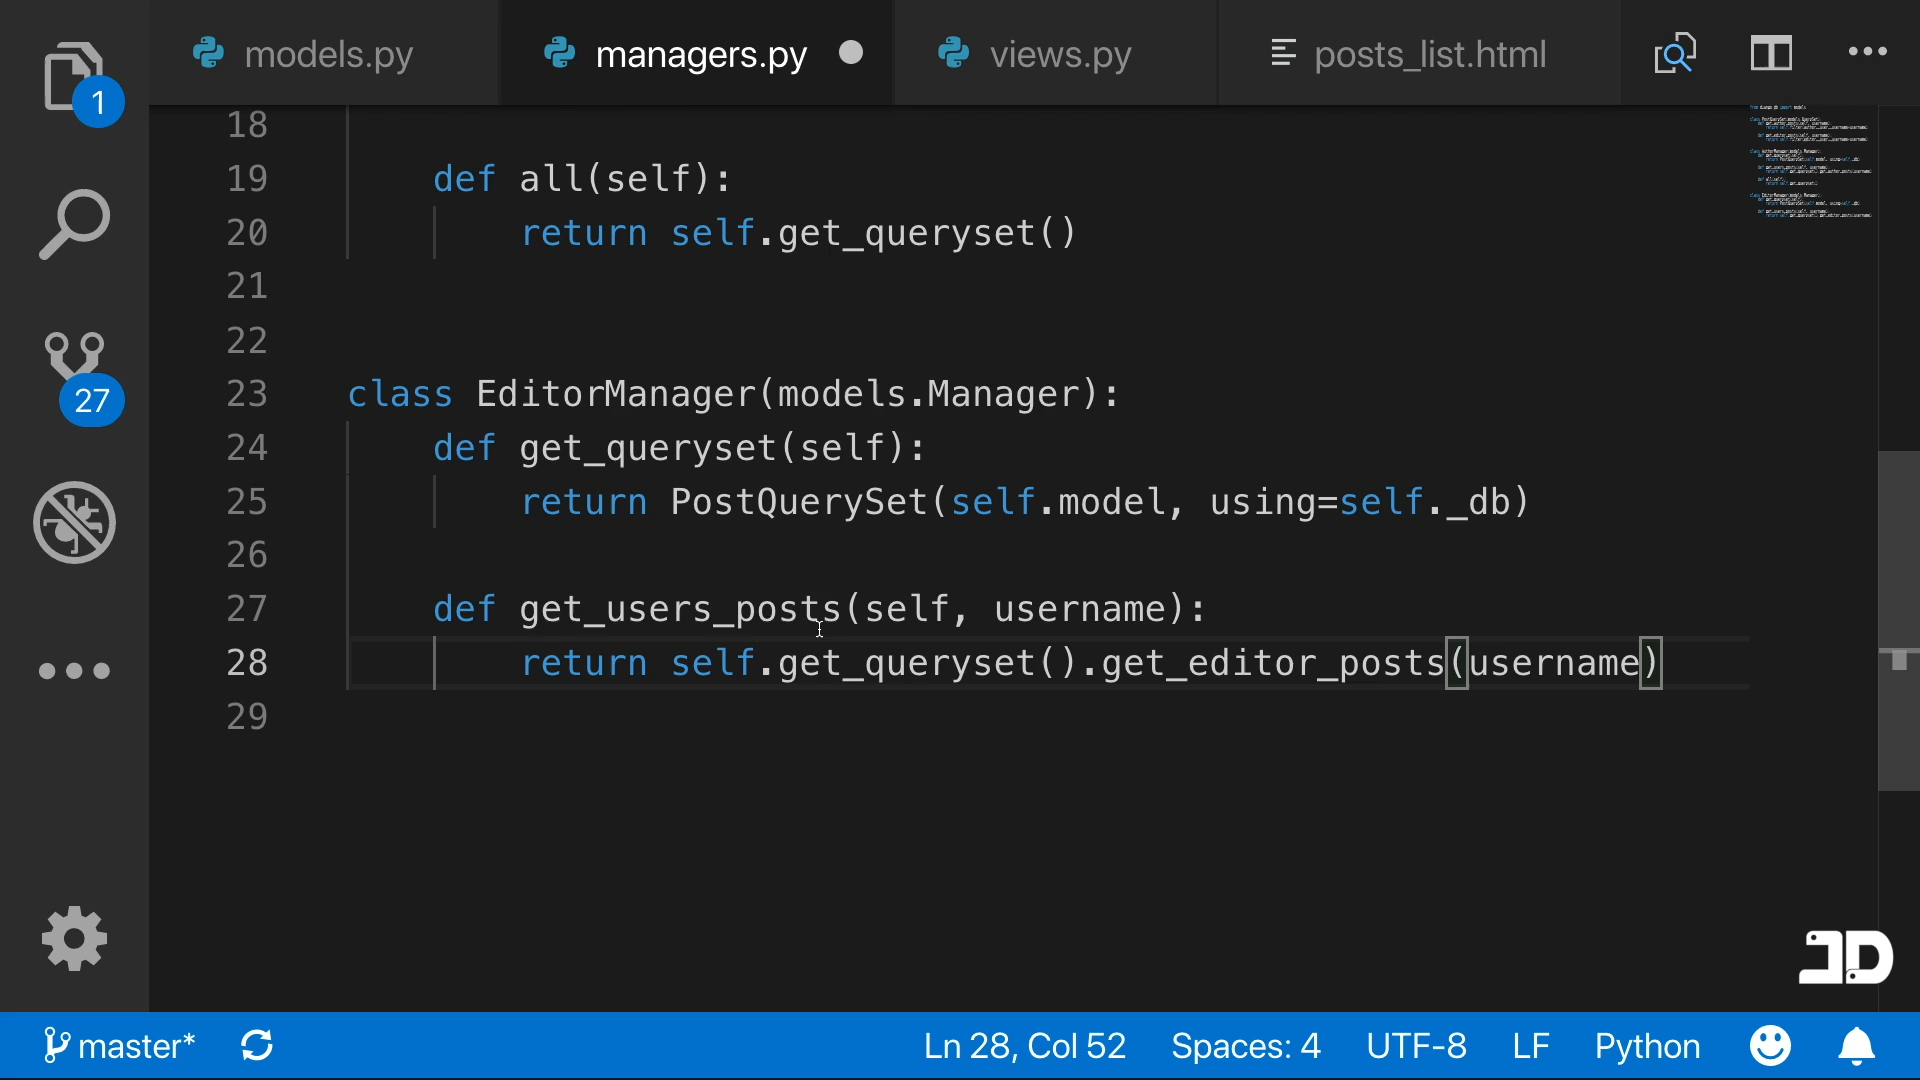 models.py managers.py views.py posts_list.html
1
18
19 def all(self):
20 return self.get_queryset()
21
22
23 class EditorManager(models.Manager):
27
24 def get_queryset(self):
25 return PostQuerySet(self.model, using=self._db)
26
27 def get_users_posts(self, username):
28 return self.get_queryset().get_editor_posts(username)
29
master* Ln 28, Col 52 Spaces: 4 UTF-8 LF Python